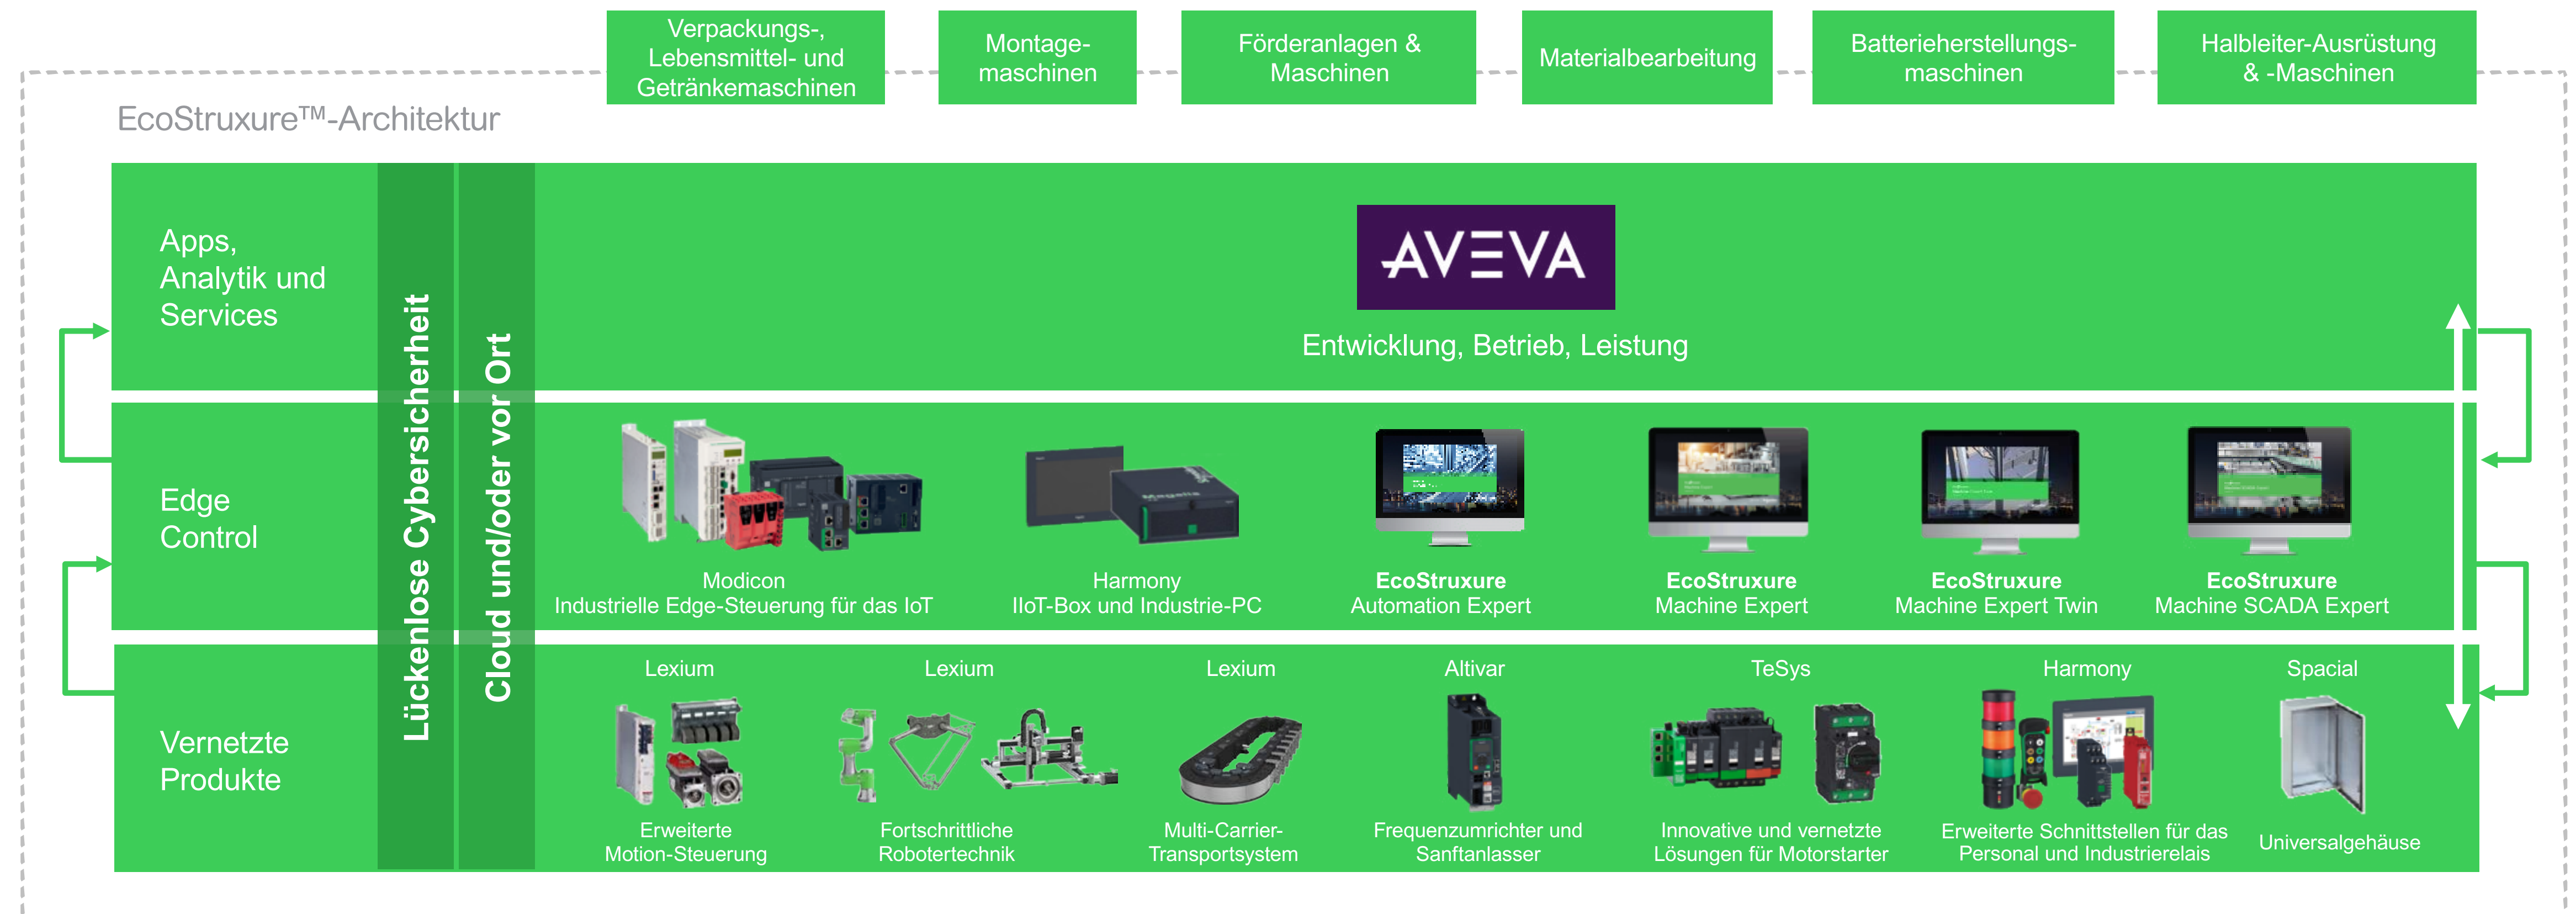 Verpackungs-,
Lebensmittel- und
Getränkemaschinen
Montage-
maschinen
Förderanlagen &
Maschinen
Materialbearbeitung
Batterieherstellungs-
maschinen
Halbleiter-Ausrüstung
& -Maschinen
EcoStruxure™-Architektur
Apps,
Analytik und
Services
Lückenlose Cybersicherheit
Cloud und/oder vor Ort
AVEVA
Entwicklung, Betrieb, Leistung
Edge
Control
Magelis
Modicon
Industrielle Edge-Steuerung für das IoT
Harmony
IIoT-Box und Industrie-PC
EcoStruxure
Automation Expert
EcoStruxure
Machine Expert
EcoStruxure
Machine Expert Twin
EcoStruxure
Machine SCADA Expert
Vernetzte
Produkte
Lexium
Erweiterte
Motion-Steuerung
Lexium
Fortschrittliche
Robotertechnik
Lexium
Multi-Carrier-
Transportsystem
Altivar
Frequenzumrichter und
Sanftanlasser
TeSys
Innovative und vernetzte
Lösungen für Motorstarter
Harmony
Erweiterte Schnittstellen für das
Personal und Industrierelais
Spacial
Universalgehäuse